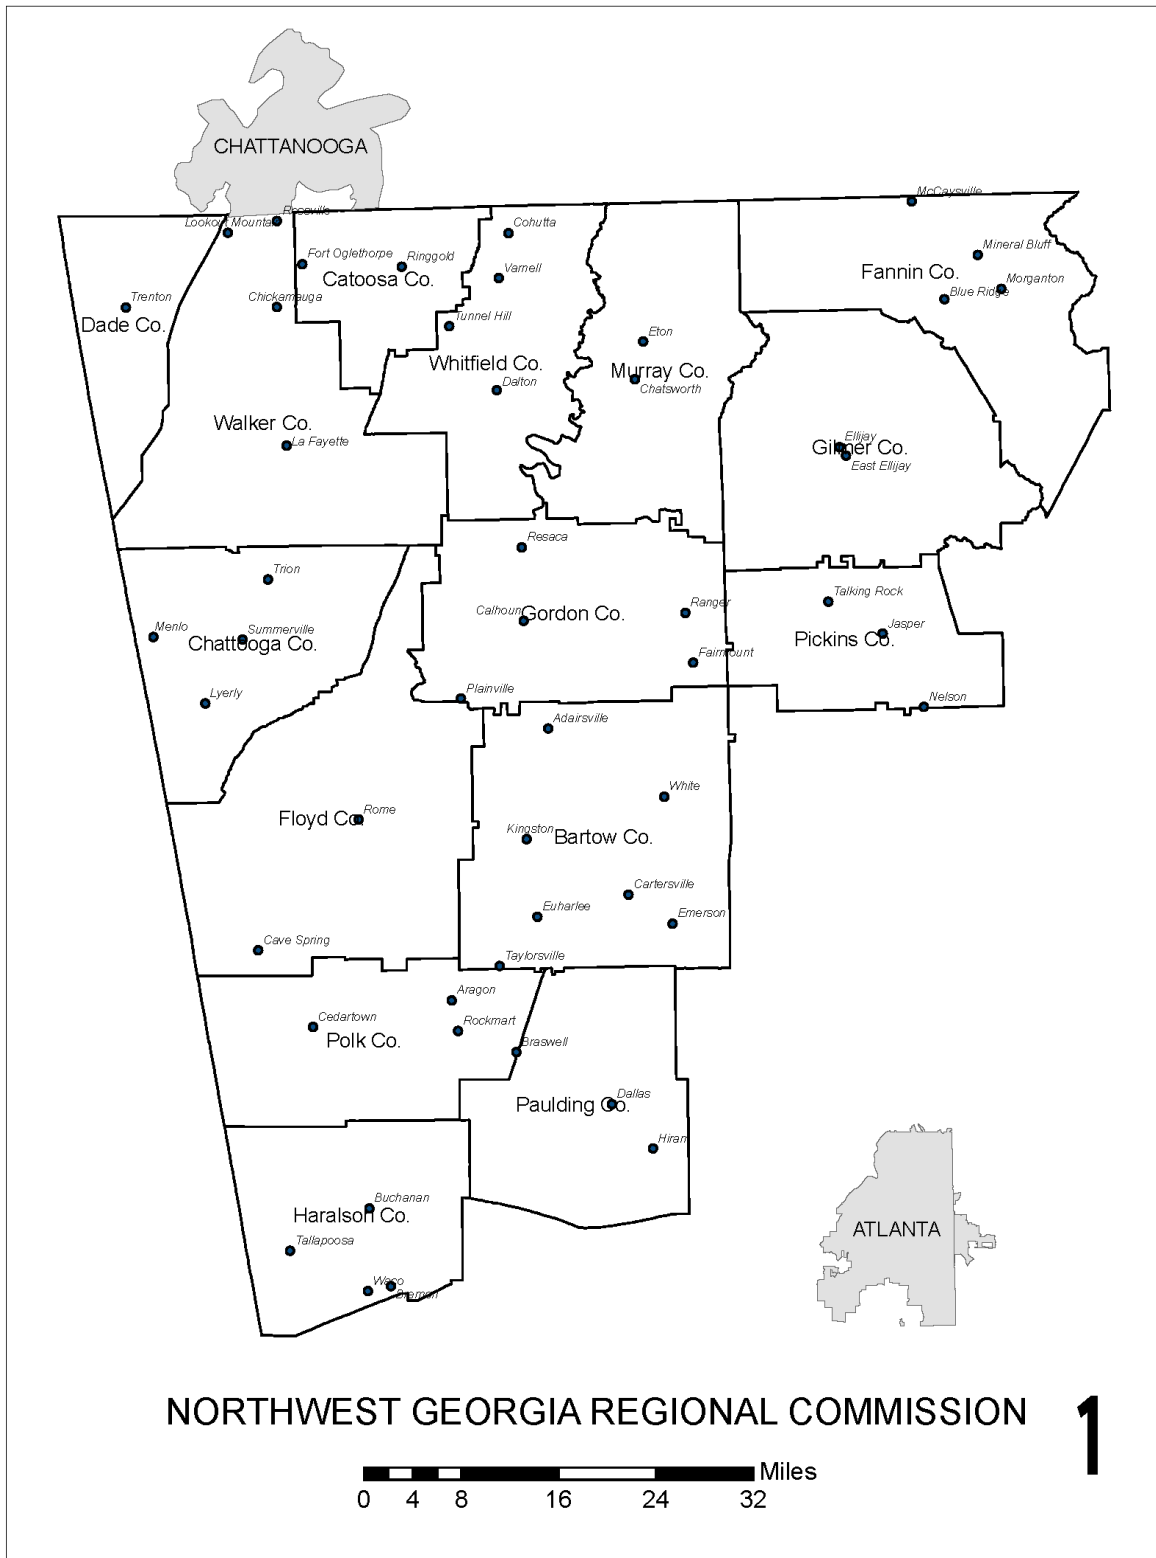 CHATTANOOGA
McCaysville
Rossville
Lookout Mountain
Cohutta
Mineral Bluff
Fort Oglethorpe
Ringgold
Varnell
Fannin Co.
Catoosa Co.
Morganton
Blue Ridge
Trenton
Chickamauga
Dade Co.
Tunnel Hill
Eton
Whitfield Co.
Murray Co.
Dalton
Chatsworth
Walker Co.
La Fayette
Ellijay
Gilmer Co.
East Ellijay
Resaca
Trion
Talking Rock
Calhoun
Gordon Co.
Ranger
Menlo
Summerville
Chattooga Co.
Jasper
Pickins Co.
Fairmount
Lyerly
Plainville
Nelson
Adairsville
White
Rome
Floyd Co.
Kingston
Bartow Co.
Cartersville
Euharlee
Emerson
Cave Spring
Taylorsville
Aragon
Cedartown
Rockmart
Polk Co.
Braswell
Dallas
Paulding Co.
Hiram
Buchanan
Haralson Co.
ATLANTA
Tallapoosa
Waco
Bremen
NORTHWEST GEORGIA REGIONAL COMMISSION
1
Miles
0 4 8 16 24 32